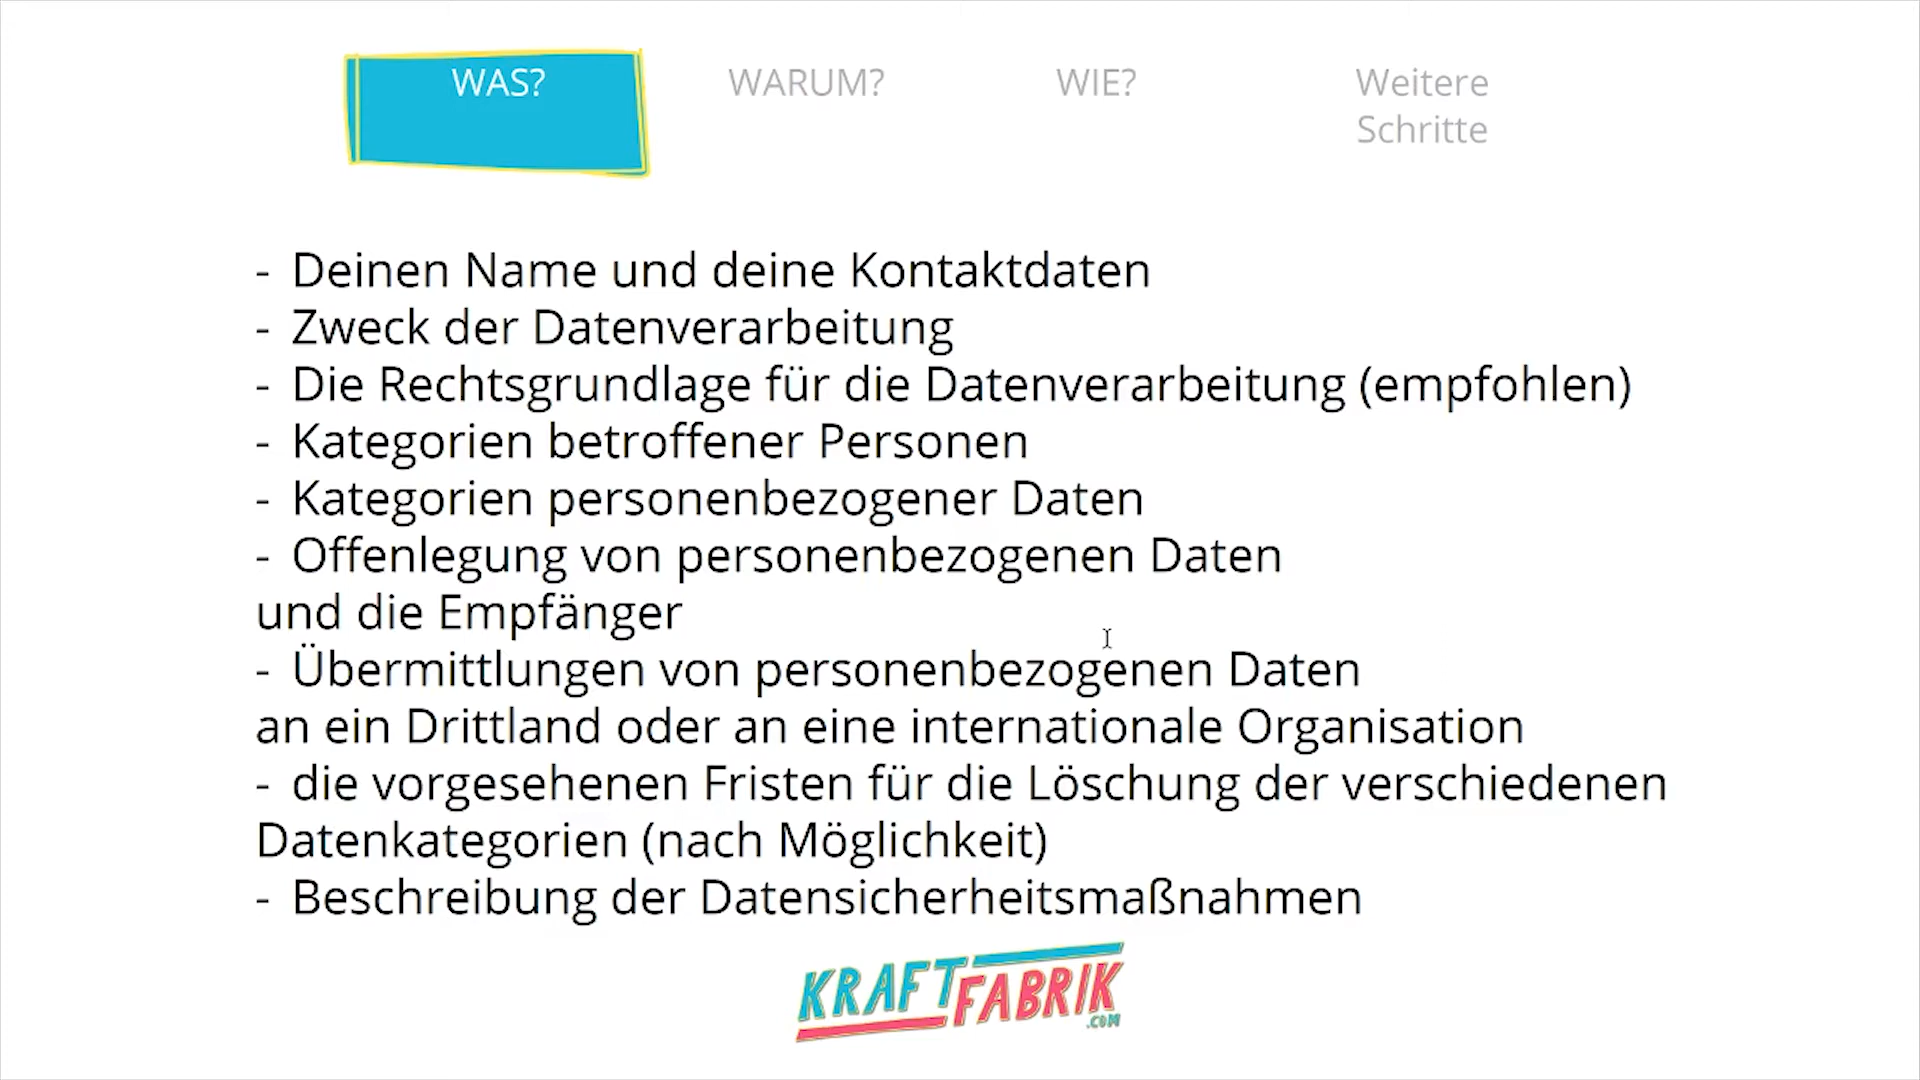 WAS?
WARUM?
WIE?
Weitere
Schritte
- Deinen Name und deine Kontaktdaten
- Zweck der Datenverarbeitung
- Die Rechtsgrundlage für die Datenverarbeitung (empfohlen)
- Kategorien betroffener Personen
- Kategorien personenbezogener Daten
- Offenlegung von personenbezogenen Daten
und die Empfänger
- Übermittlungen von personenbezogenen Daten
an ein Drittland oder an eine internationale Organisation
- die vorgesehenen Fristen für die Löschung der verschiedenen
Datenkategorien (nach Möglichkeit)
- Beschreibung der Datensicherheitsmaßnahmen
KRAFTFABRIK
.COM